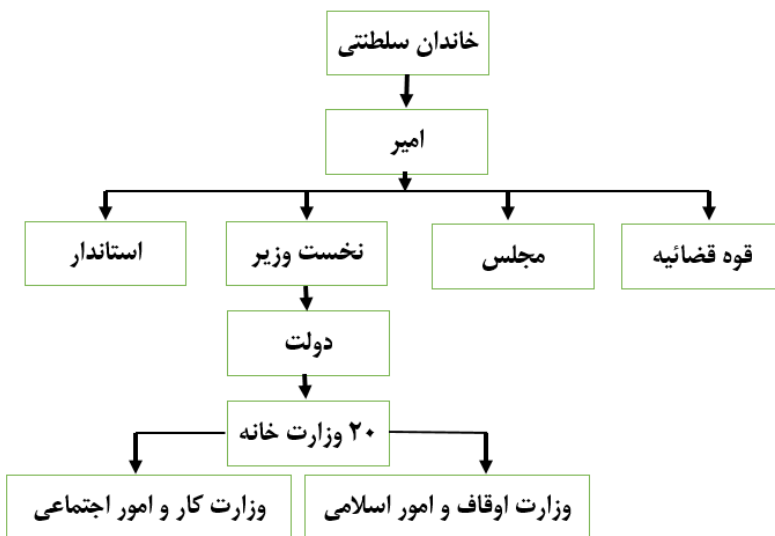 خاندان سلطنتی
امیر
قوه قضائیه
مجلس
نخست وزیر
استاندار
دولت
۲۰ وزارت خانه
وزارت اوقاف و امور اسلامی
وزارت کار و امور اجتماعی